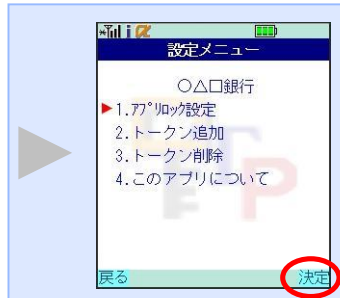 設定メニュー
○△□銀行
1.ｱﾌﾟﾘﾛｯｸ設定
2.トークン追加
3.トークン削除
4.このアプリについて
戻る 決定